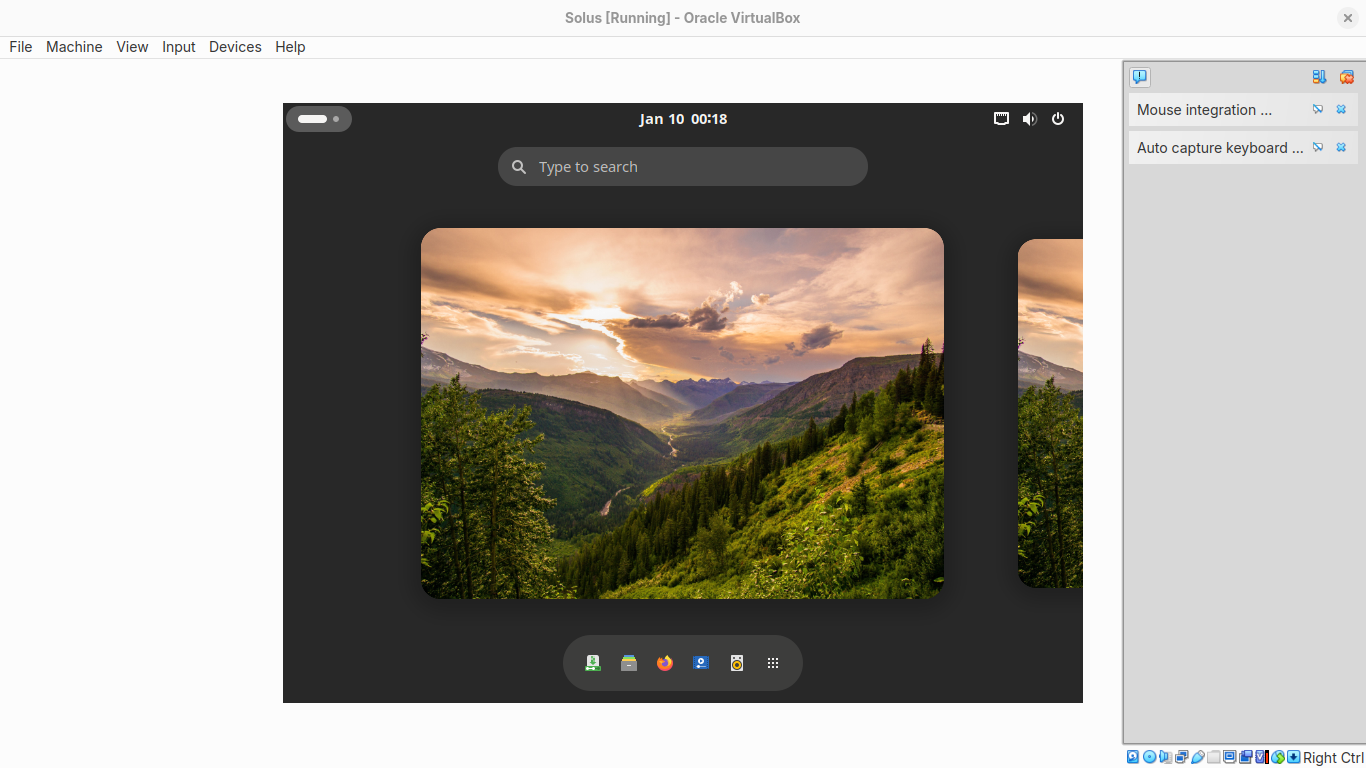 Solus [Running] - Oracle VirtualBox
File Machine View Input Devices Help
Jan 10 00:18
Type to search
Mouse integration ...
Auto capture keyboard ...
Right Ctrl